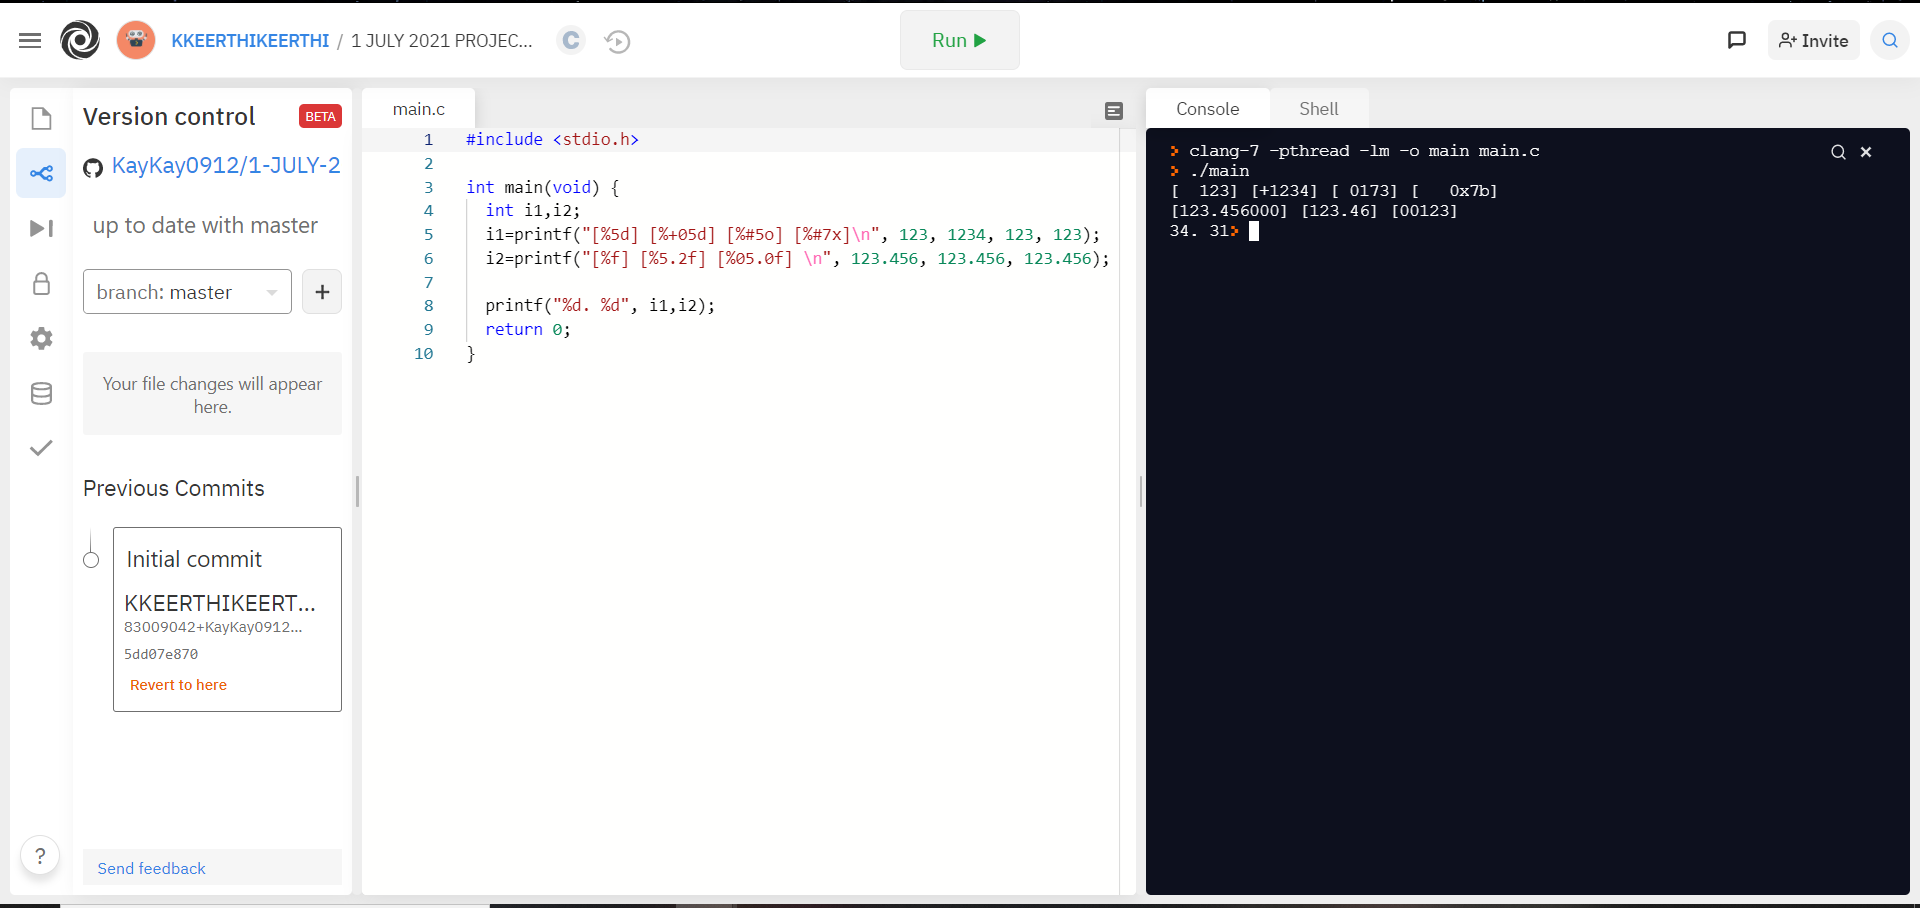 KKEERTHIKEERTHI / 1 JULY 2021 PROJEC... C
Run
Invite
Version control BETA
KayKay0912/1-JULY-2
up to date with master
branch: master +
Your file changes will appear
here.
Previous Commits
Initial commit
KKEERTHIKEERT...
83009042+KayKay0912...
5dd07e870
Revert to here
Send feedback
?
main.c
1 #include <stdio.h>
2
3 int main(void) {
4   int i1,i2;
5   i1=printf("[%5d] [%+05d] [%#5o] [%#7x]\n", 123, 1234, 123, 123);
6   i2=printf("[%f] [%5.2f] [%05.0f] \n", 123.456, 123.456, 123.456);
7
8   printf("%d. %d", i1,i2);
9   return 0;
10 }
Console Shell
> clang-7 -pthread -lm -o main main.c
> ./main
[  123] [+1234] [ 0173] [   0x7b]
[123.456000] [123.46] [00123]
34. 31>